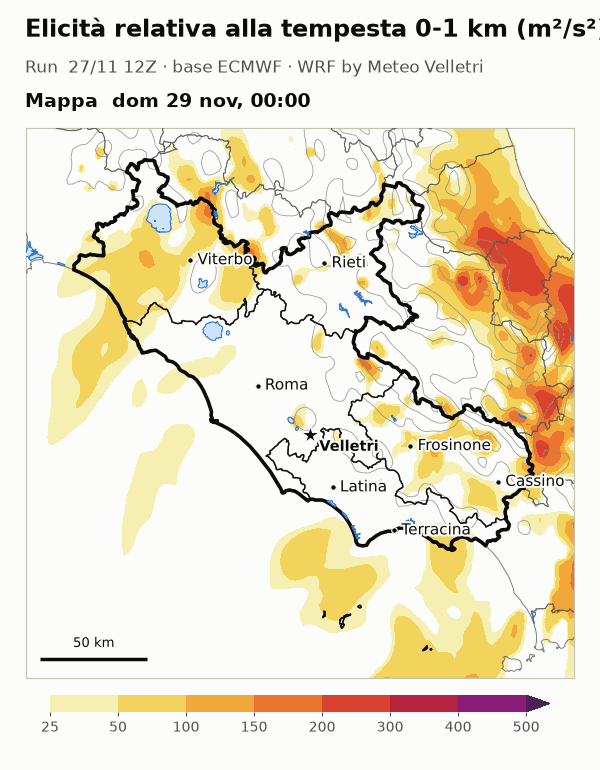 Elicità relativa alla tempesta 0-1 km (m²/s²)
Run 27/11 12Z · base ECMWF · WRF by Meteo Velletri
Mappa dom 29 nov, 00:00
Viterbo
Rieti
Roma
Velletri
Frosinone
Latina
Cassino
Terracina
50 km
25 50 100 150 200 300 400 500